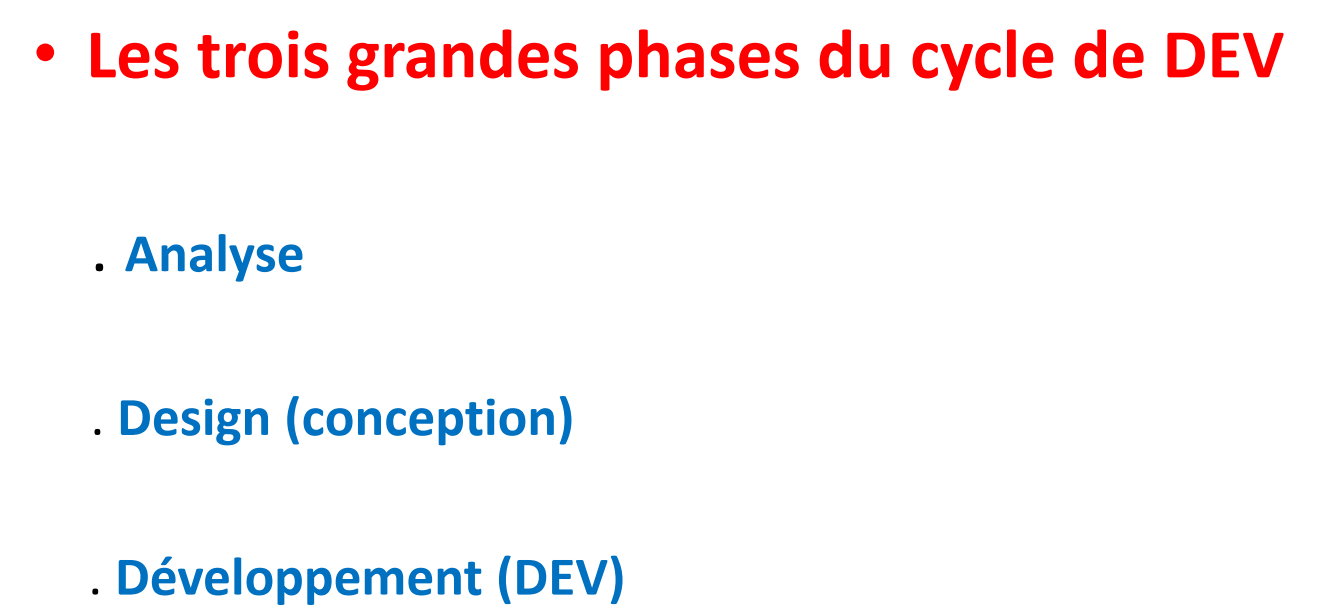 • Les trois grandes phases du cycle de DEV
. Analyse
. Design (conception)
. Développement (DEV)